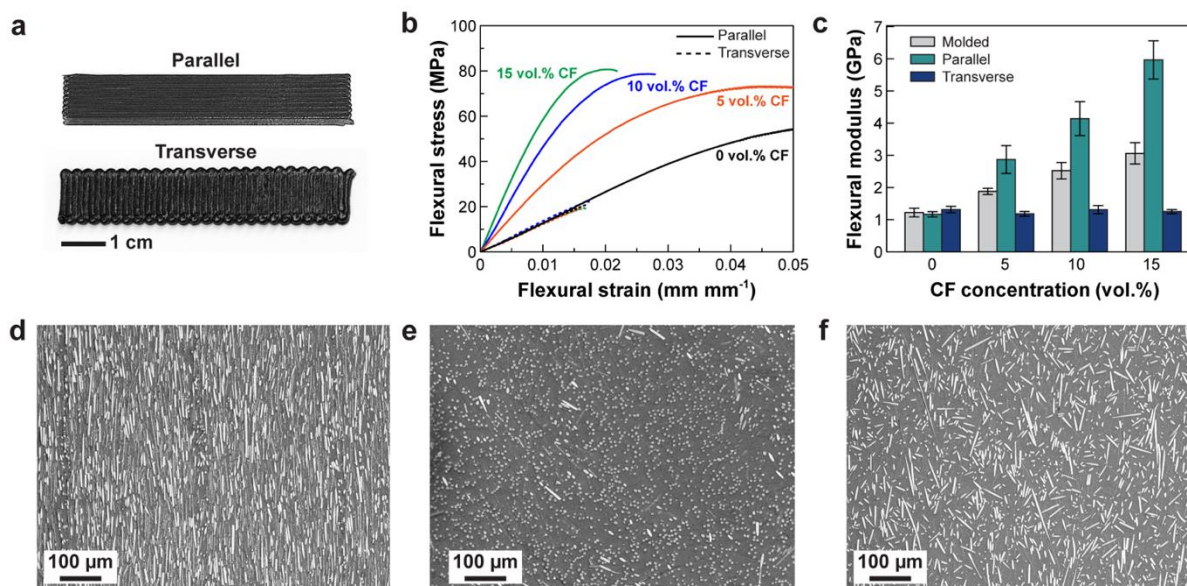 a
Parallel
Transverse
1 cm
b
Flexural stress (MPa)
100
80
60
40
20
0
Parallel
Transverse
15 vol.% CF
10 vol.% CF
5 vol.% CF
0 vol.% CF
0 0.01 0.02 0.03 0.04 0.05
Flexural strain (mm mm⁻¹)
c
Flexural modulus (GPa)
7
6
5
4
3
2
1
0
Molded
Parallel
Transverse
0 5 10 15
CF concentration (vol.%)
d
100 µm
e
100 µm
f
100 µm